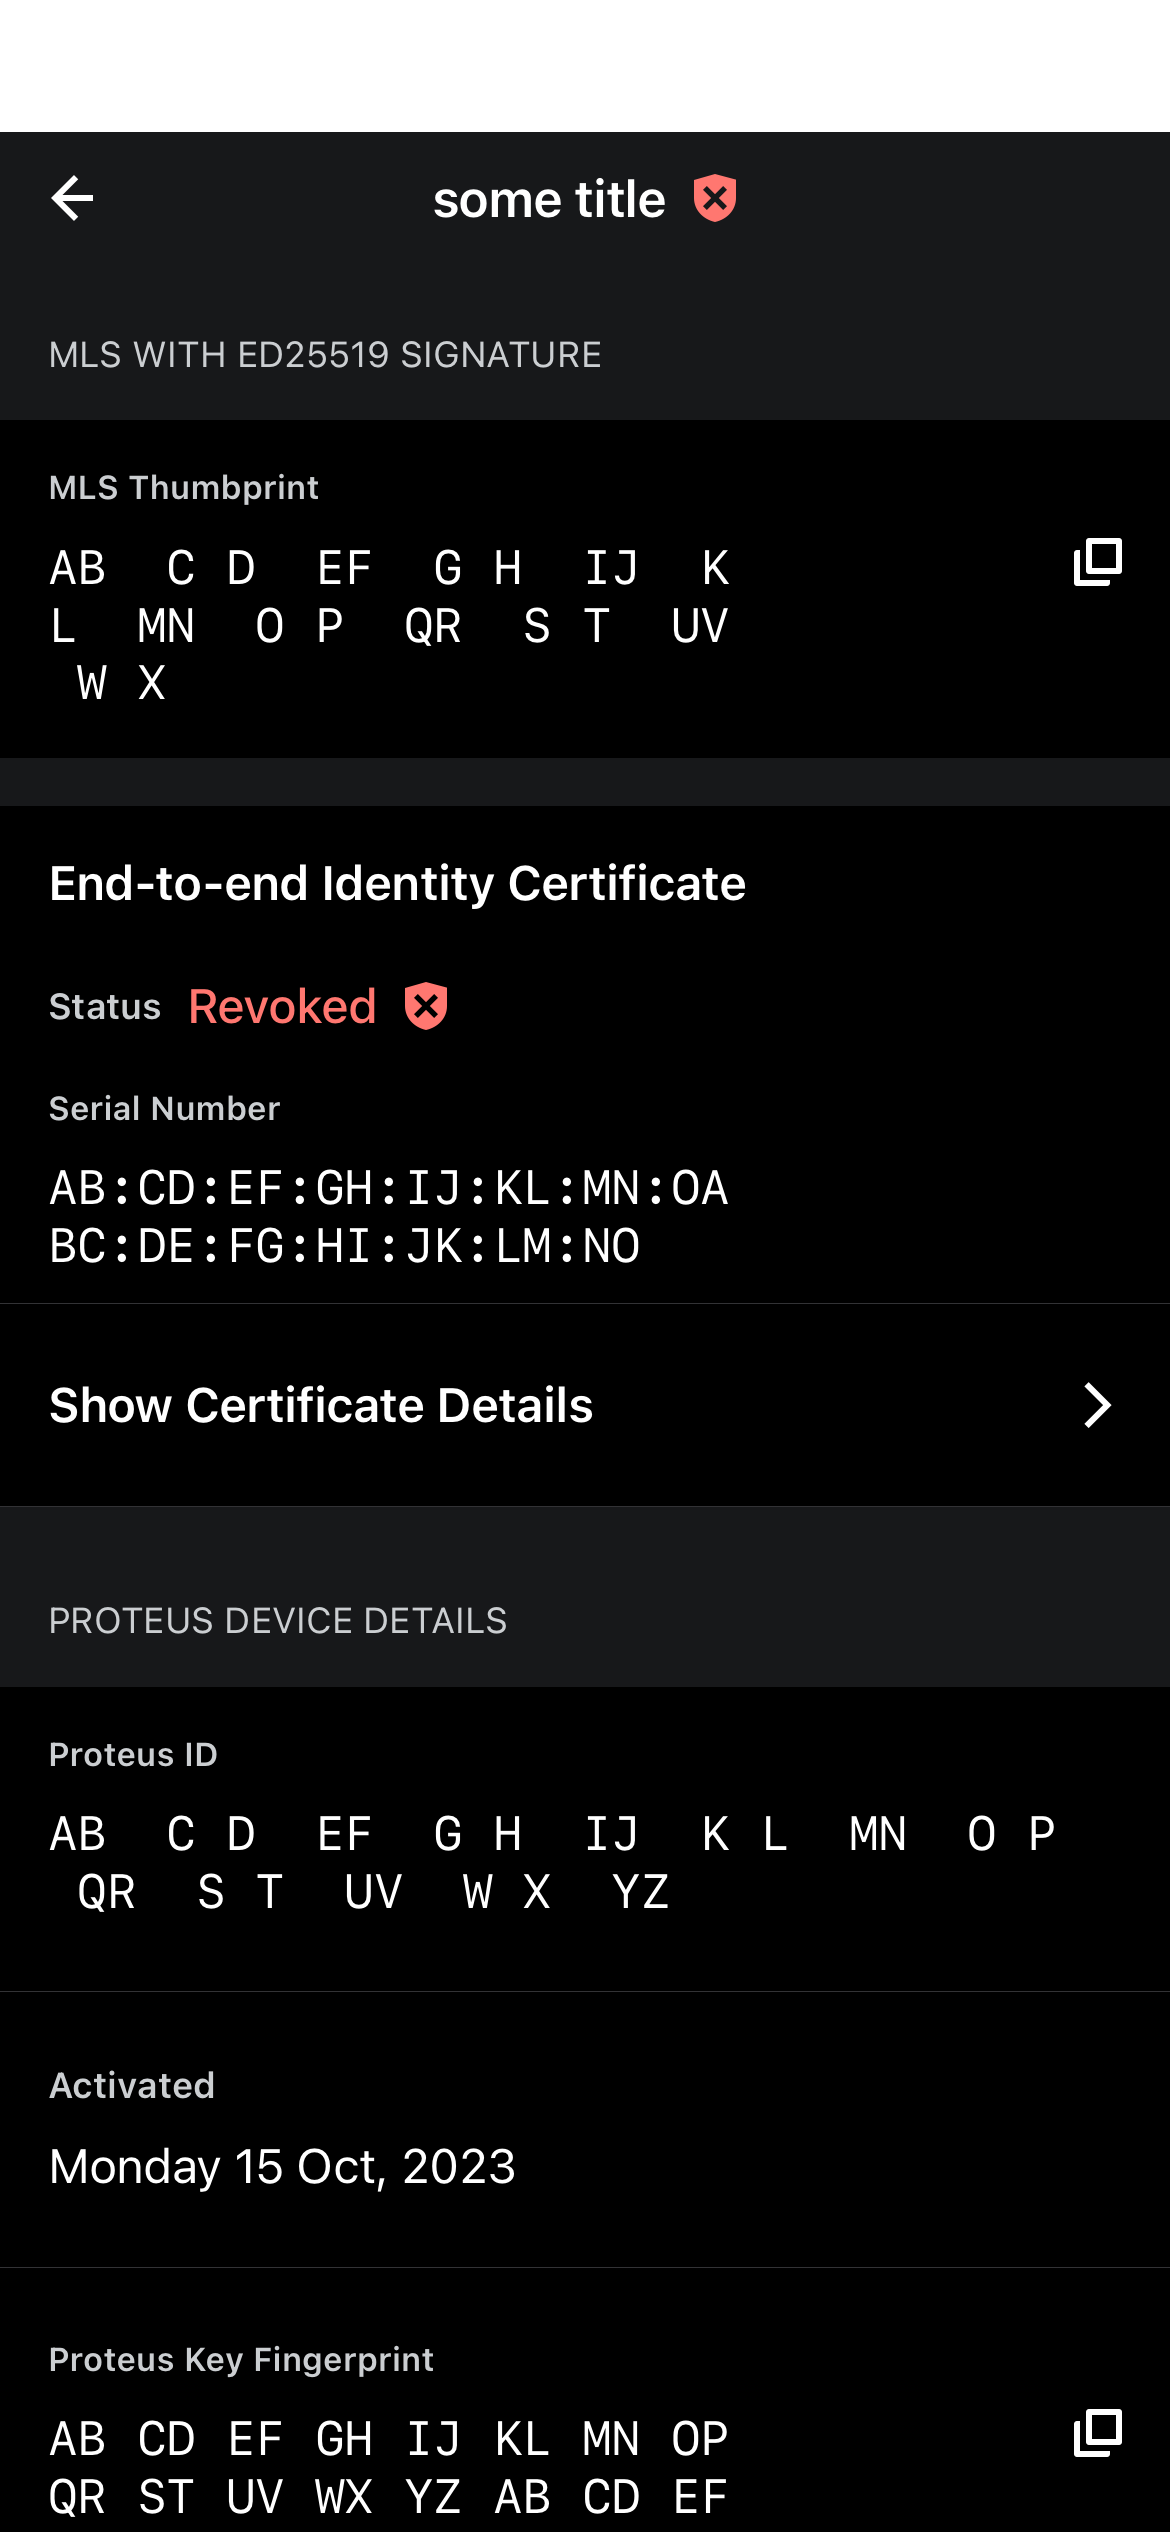 some title
MLS WITH ED25519 SIGNATURE
MLS Thumbprint
AB  C D  EF  G H  IJ  K
L  MN  O P  QR  S T  UV
 W X
End-to-end Identity Certificate
Status Revoked
Serial Number
AB:CD:EF:GH:IJ:KL:MN:OA
BC:DE:FG:HI:JK:LM:NO
Show Certificate Details
PROTEUS DEVICE DETAILS
Proteus ID
AB  C D  EF  G H  IJ  K L  MN  O P
 QR  S T  UV  W X  YZ
Activated
Monday 15 Oct, 2023
Proteus Key Fingerprint
AB CD EF GH IJ KL MN OP
QR ST UV WX YZ AB CD EF